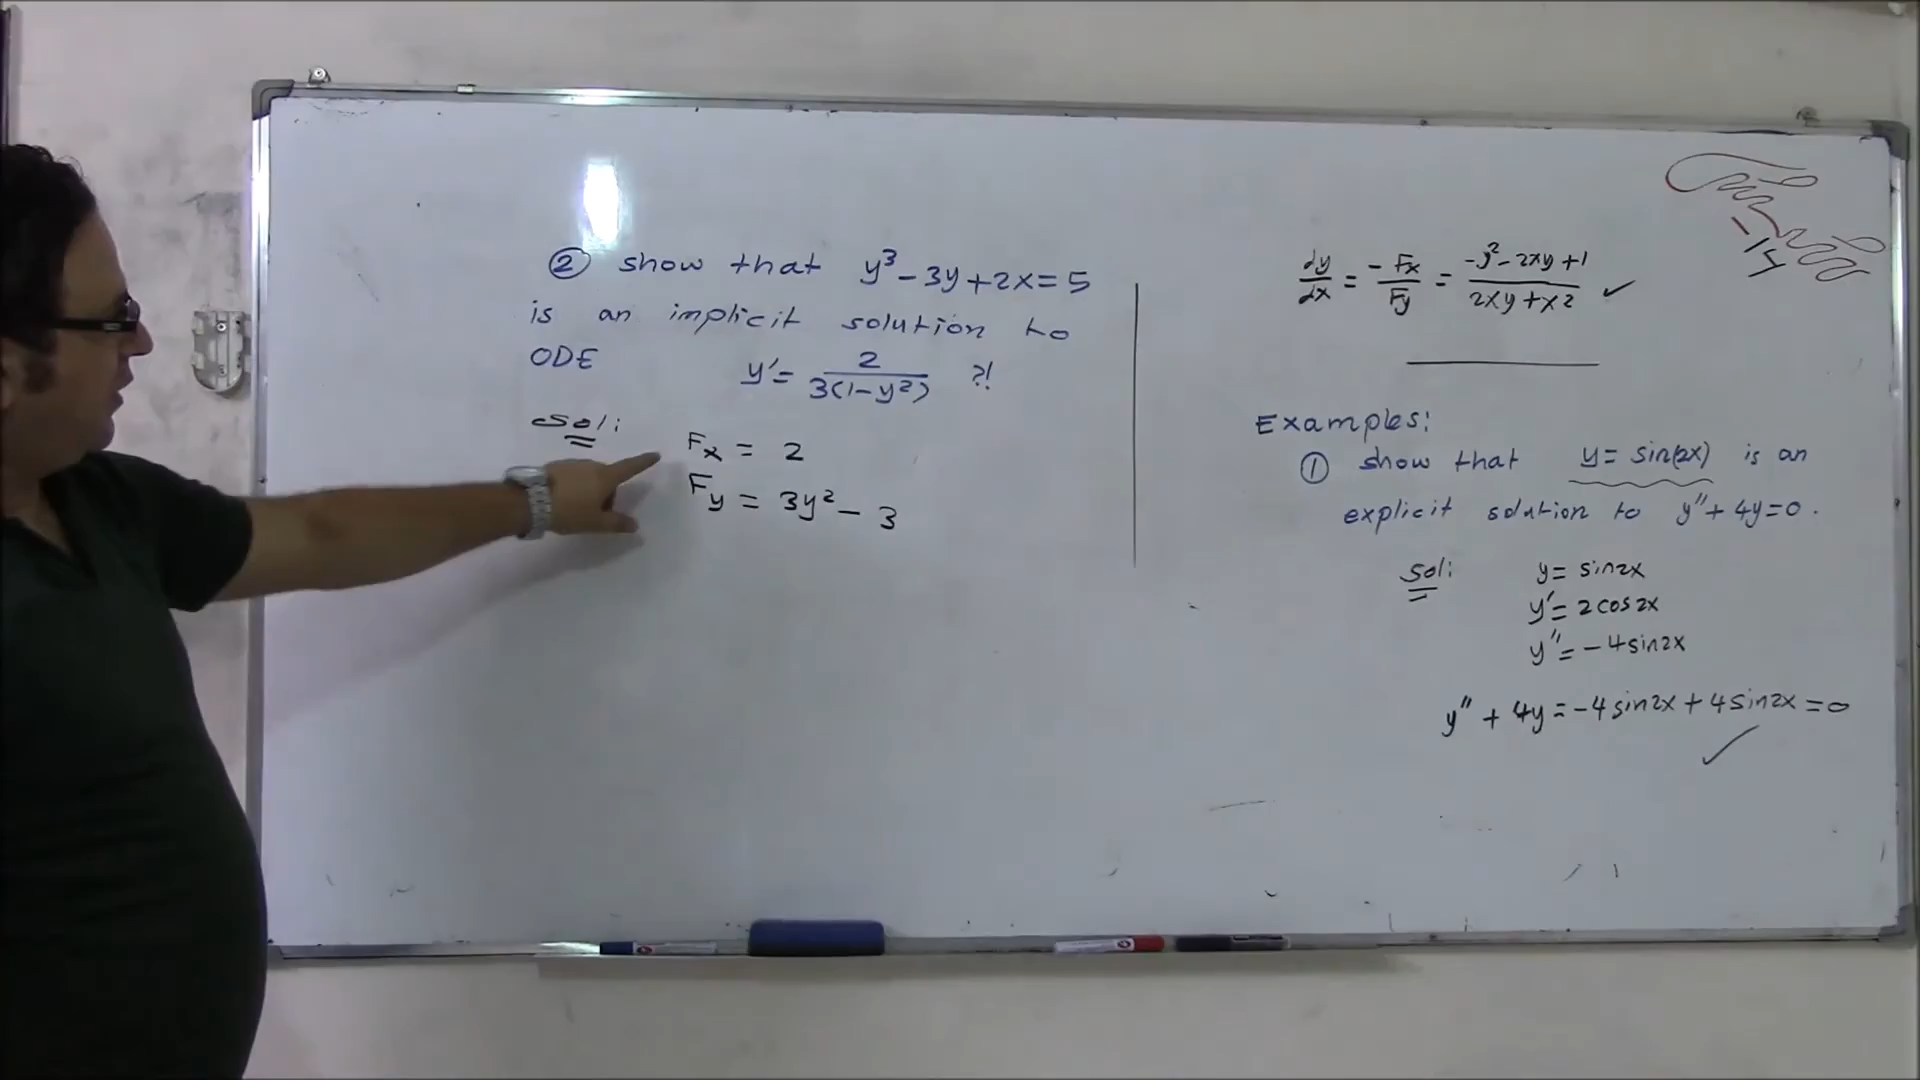 ② show that y³ - 3y + 2x = 5
is an implicit solution to
ODE y' = 2 / 3(1 - y²) ?!
Sol:
Fx = 2
Fy = 3y² - 3
dy/dx = -Fx/Fy = (-y² - 2xy + 1) / (2xy + x2) ✓
Examples:
① show that y = sin(2x) is an
explicit solution to y'' + 4y = 0.
Sol: y = sin2x
y' = 2cos2x
y'' = -4sin2x
y'' + 4y = -4sin2x + 4sin2x = 0
✓